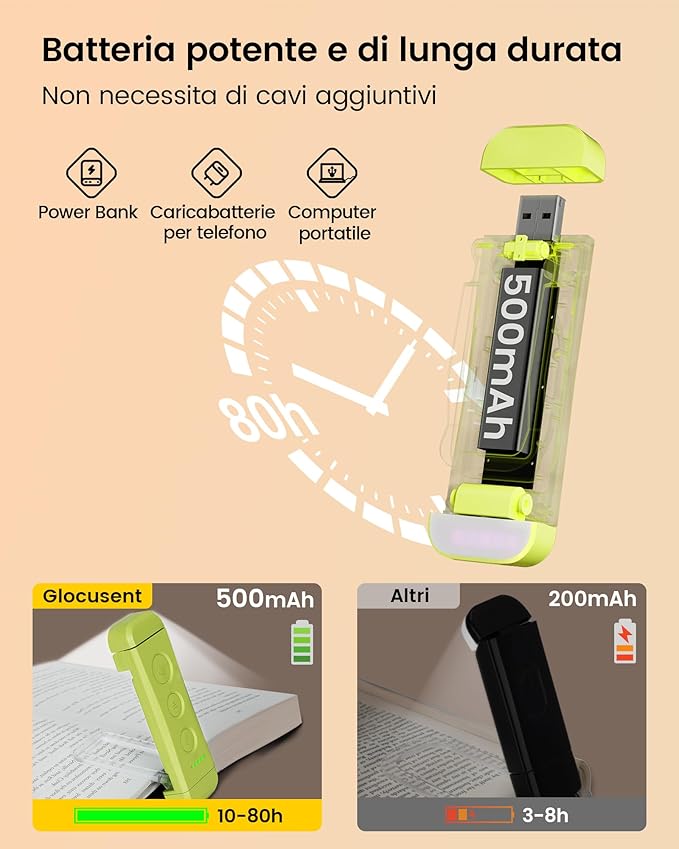 Batteria potente e di lunga durata
Non necessita di cavi aggiuntivi
Power Bank
Caricabatterie
per telefono
Computer
portatile
500mAh
80h
Glocusent
500mAh
Altri
200mAh
10-80h
3-8h